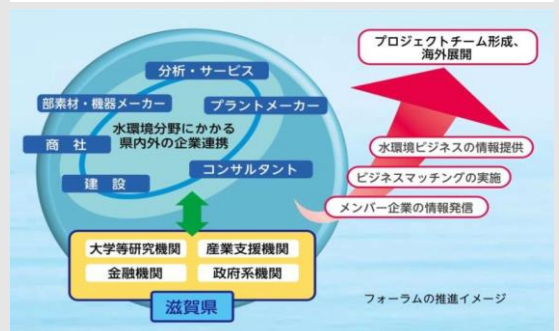 プロジェクトチーム形成、
海外展開
分析・サービス
部素材・機器メーカー
プラントメーカー
水環境分野にかかる
県内外の企業連携
商社
コンサルタント
建設
水環境ビジネスの情報提供
ビジネスマッチングの実施
メンバー企業の情報発信
大学等研究機関
産業支援機関
金融機関
政府系機関
滋賀県
フォーラムの推進イメージ